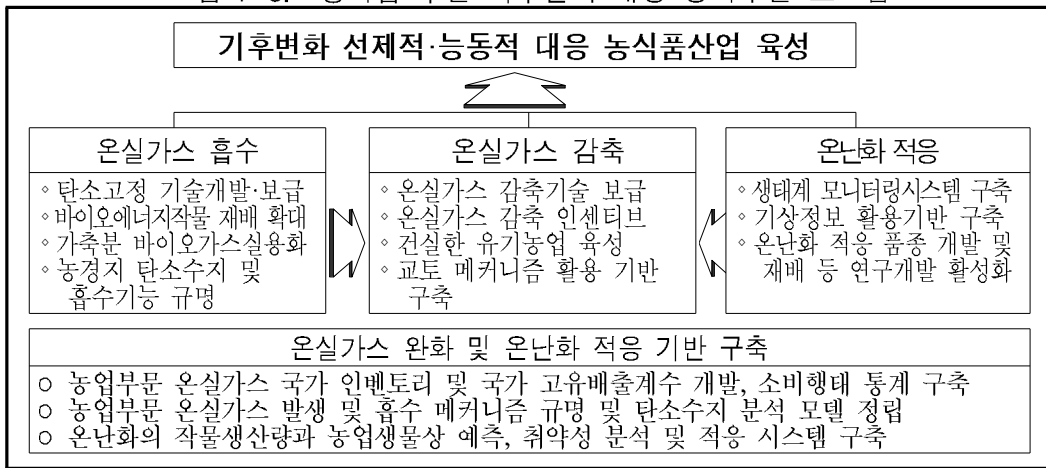 기후변화 선제적·능동적 대응 농식품산업 육성
온실가스 흡수
◦ 탄소고정 기술개발·보급
◦ 바이오에너지작물 재배 확대
◦ 가축분 바이오가스실용화
◦ 농경지 탄소수지 및
흡수기능 규명
온실가스 감축
◦ 온실가스 감축기술 보급
◦ 온실가스 감축 인센티브
◦ 건실한 유기농업 육성
◦ 교토 메커니즘 활용 기반
구축
온난화 적응
◦ 생태계 모니터링시스템 구축
◦ 기상정보 활용기반 구축
◦ 온난화 적응 품종 개발 및
재배 등 연구개발 활성화
온실가스 완화 및 온난화 적응 기반 구축
○ 농업부문 온실가스 국가 인벤토리 및 국가 고유배출계수 개발, 소비행태 통계 구축
○ 농업부문 온실가스 발생 및 흡수 메커니즘 규명 및 탄소수지 분석 모델 정립
○ 온난화의 작물생산량과 농업생물상 예측, 취약성 분석 및 적응 시스템 구축